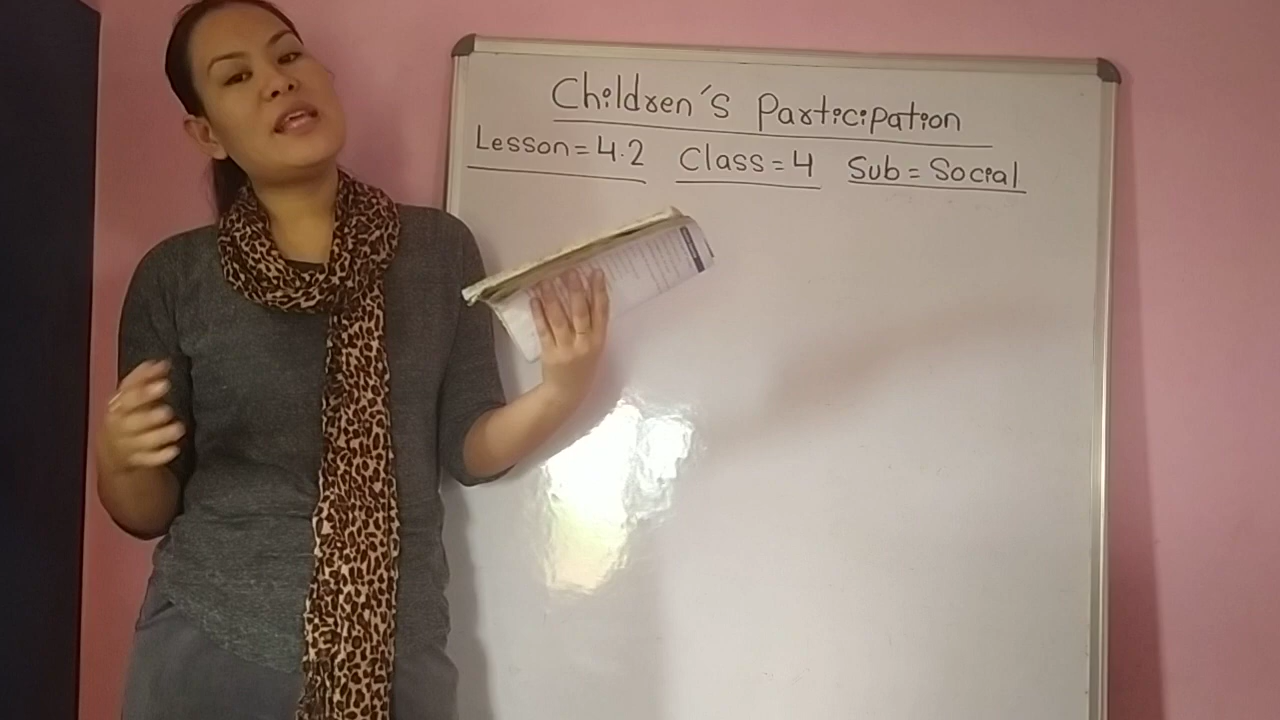 Children's Participation
Lesson = 4.2 Class = 4 Sub = Social